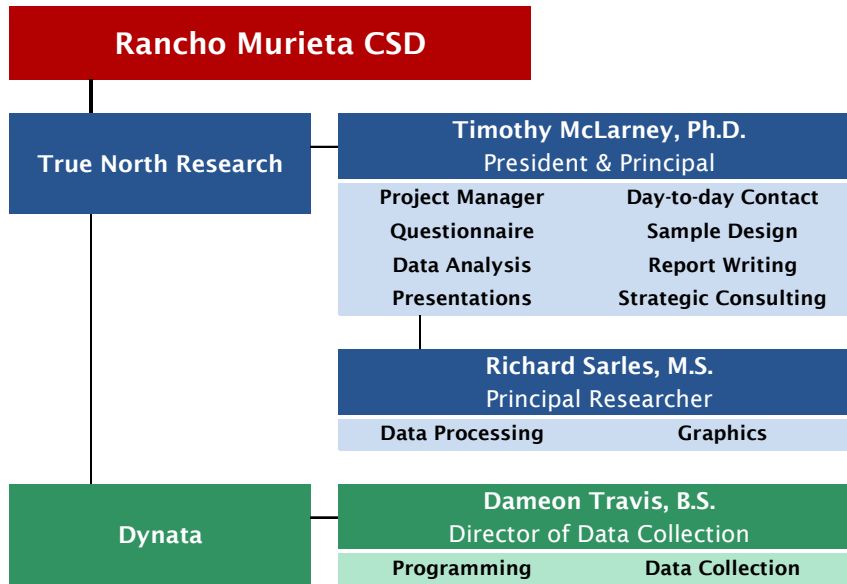 Rancho Murieta CSD
True North Research
Timothy McLarney, Ph.D.
President & Principal
Project Manager Day-to-day Contact
Questionnaire Sample Design
Data Analysis Report Writing
Presentations Strategic Consulting
Richard Sarles, M.S.
Principal Researcher
Data Processing Graphics
Dynata
Dameon Travis, B.S.
Director of Data Collection
Programming Data Collection